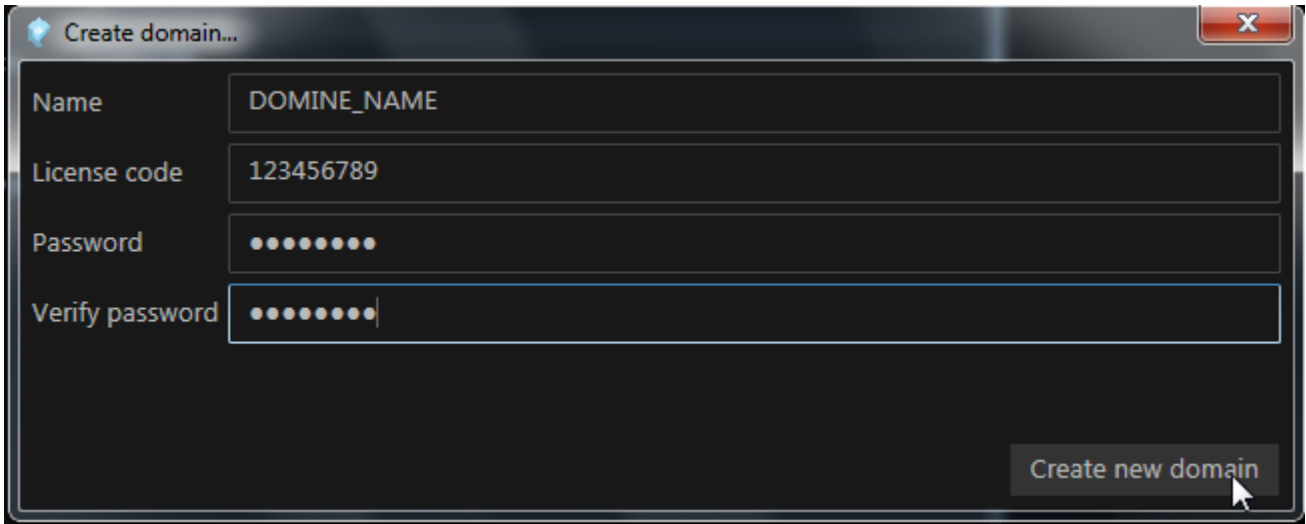 Create domain...
Name DOMINE_NAME
License code 123456789
Password ●●●●●●●●
Verify password ●●●●●●●●
Create new domain